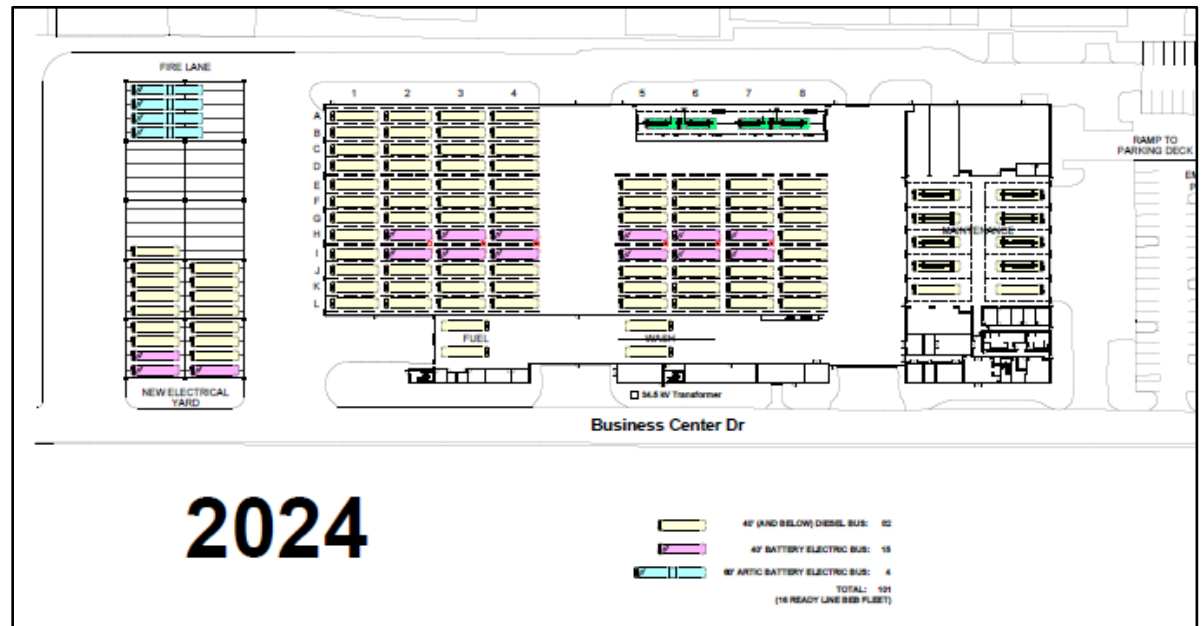 FIRE LANE
1 2 3 4 5 6 7 8
A
B
C
D
E
F
G
H
I
J
K
L
RAMP TO
PARKING DECK
MAINTENANCE
FUEL
WASH
NEW ELECTRICAL
YARD
34.5 kV Transformer
Business Center Dr
2024
40' (AND BELOW) DIESEL BUS: 82
40' BATTERY ELECTRIC BUS: 15
60' ARTIC BATTERY ELECTRIC BUS: 4
TOTAL: 101
(16 READY LINE BEB FLEET)